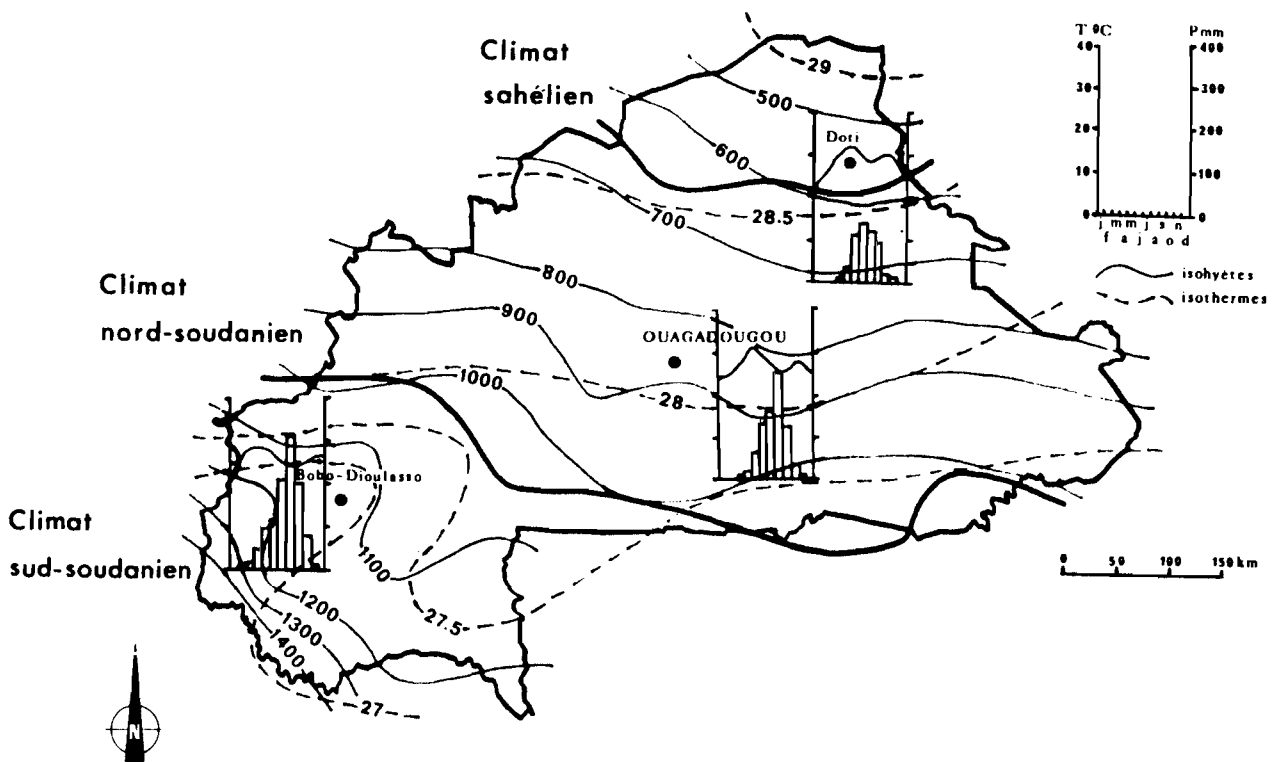 Climat
sahélien
T °C
Pmm
40
400
30
300
20
200
10
100
0
0
j m m j s n
f a j a o d
isohyètes
isothermes
29
500
Dori
600
700
28.5
Climat
nord-soudanien
800
900
OUAGADOUGOU
1000
28
Bobo-Dioulasso
Climat
sud-soudanien
1100
1200
27.5
1300
1400
27
0 50 100 150 km
N